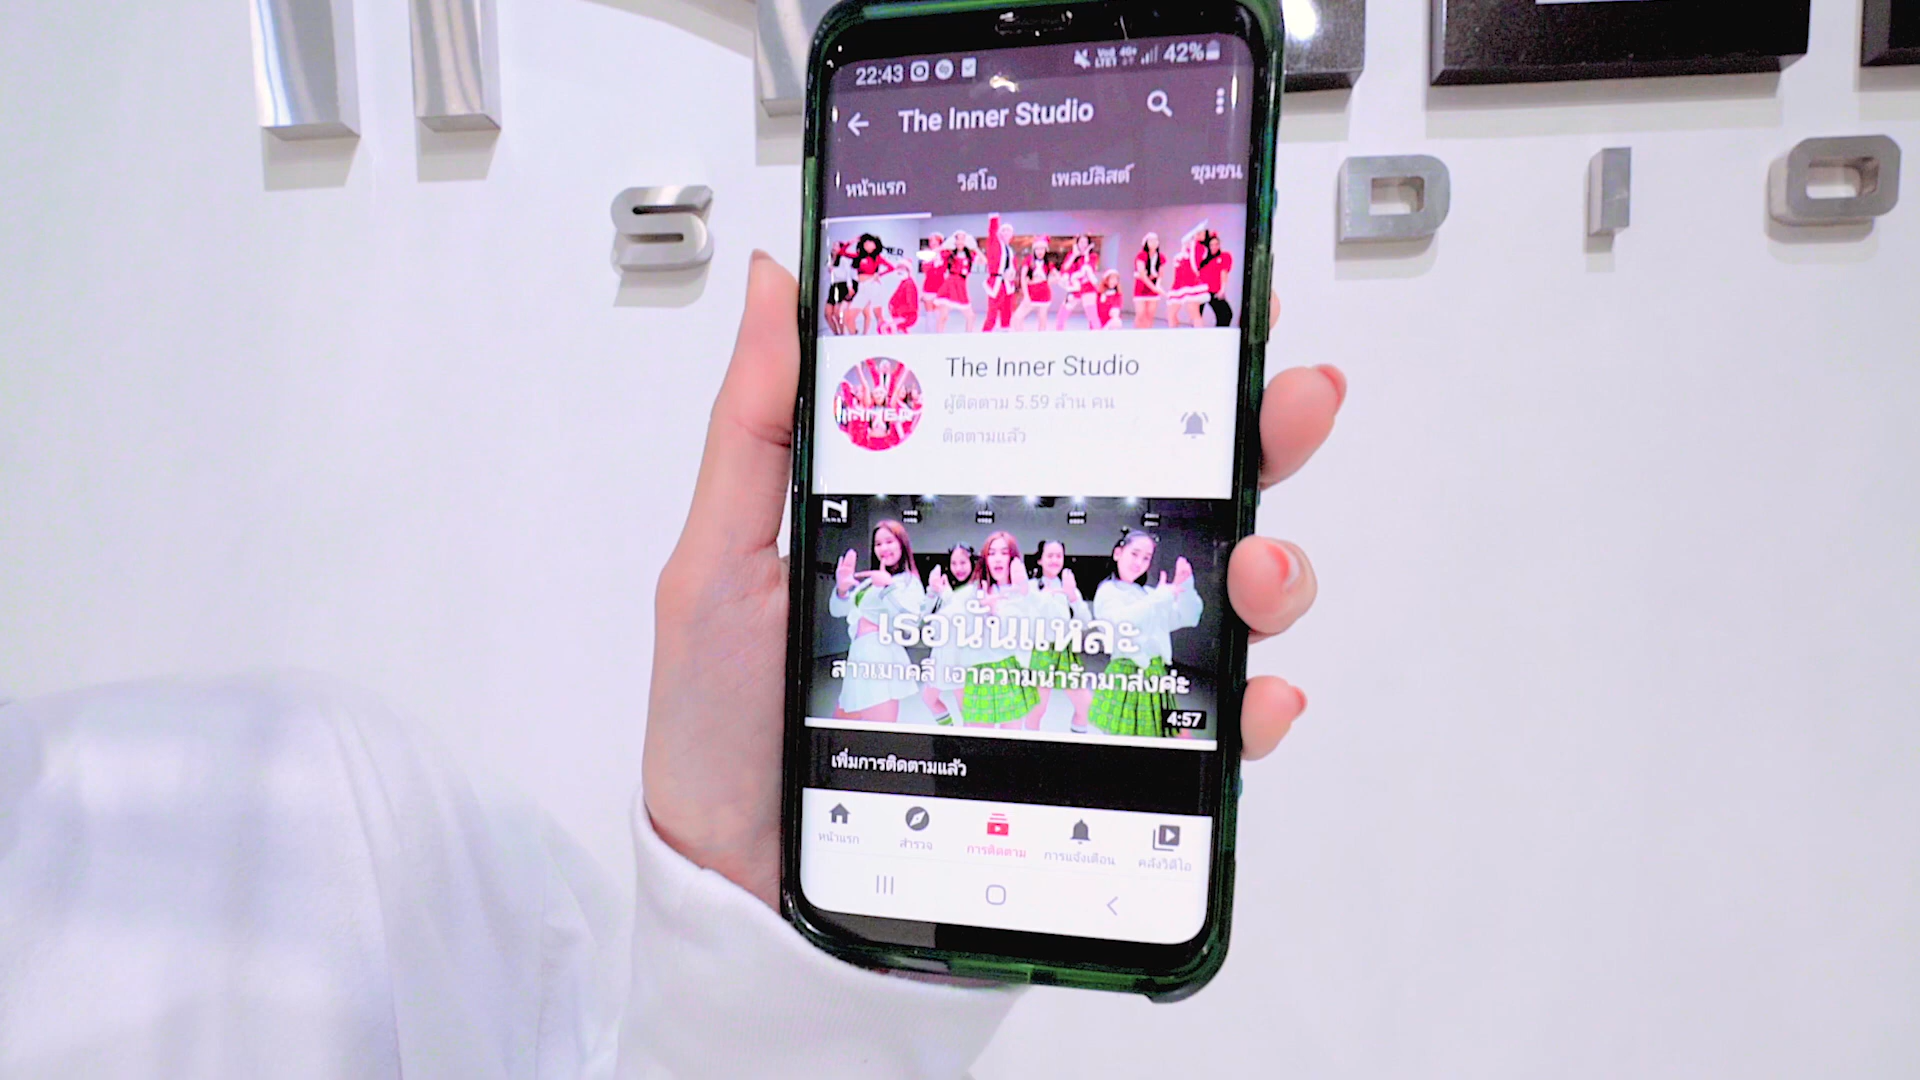 S DIO
22:43 42%
The Inner Studio
หน้าแรก วิดีโอ เพลย์ลิสต์ ชุมชน
The Inner Studio
ผู้ติดตาม 5.59 ล้าน คน
ติดตามแล้ว
INNER
เธอนั่นแหละ
สาวเมาคลี เอาความน่ารักมาส่งค่ะ
4:57
เพิ่มการติดตามแล้ว
หน้าแรก สำรวจ การติดตาม การแจ้งเตือน คลังวิดีโอ